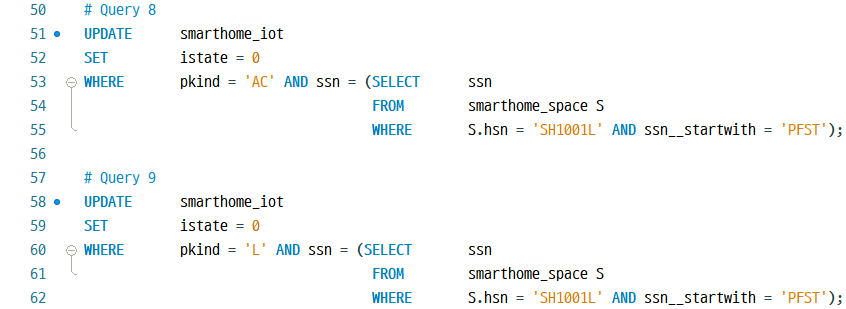 50 # Query 8
51 UPDATE smarthome_iot
52 SET istate = 0
53 WHERE pkind = 'AC' AND ssn = (SELECT ssn
54 FROM smarthome_space S
55 WHERE S.hsn = 'SH1001L' AND ssn__startwith = 'PFST');
56
57 # Query 9
58 UPDATE smarthome_iot
59 SET istate = 0
60 WHERE pkind = 'L' AND ssn = (SELECT ssn
61 FROM smarthome_space S
62 WHERE S.hsn = 'SH1001L' AND ssn__startwith = 'PFST');